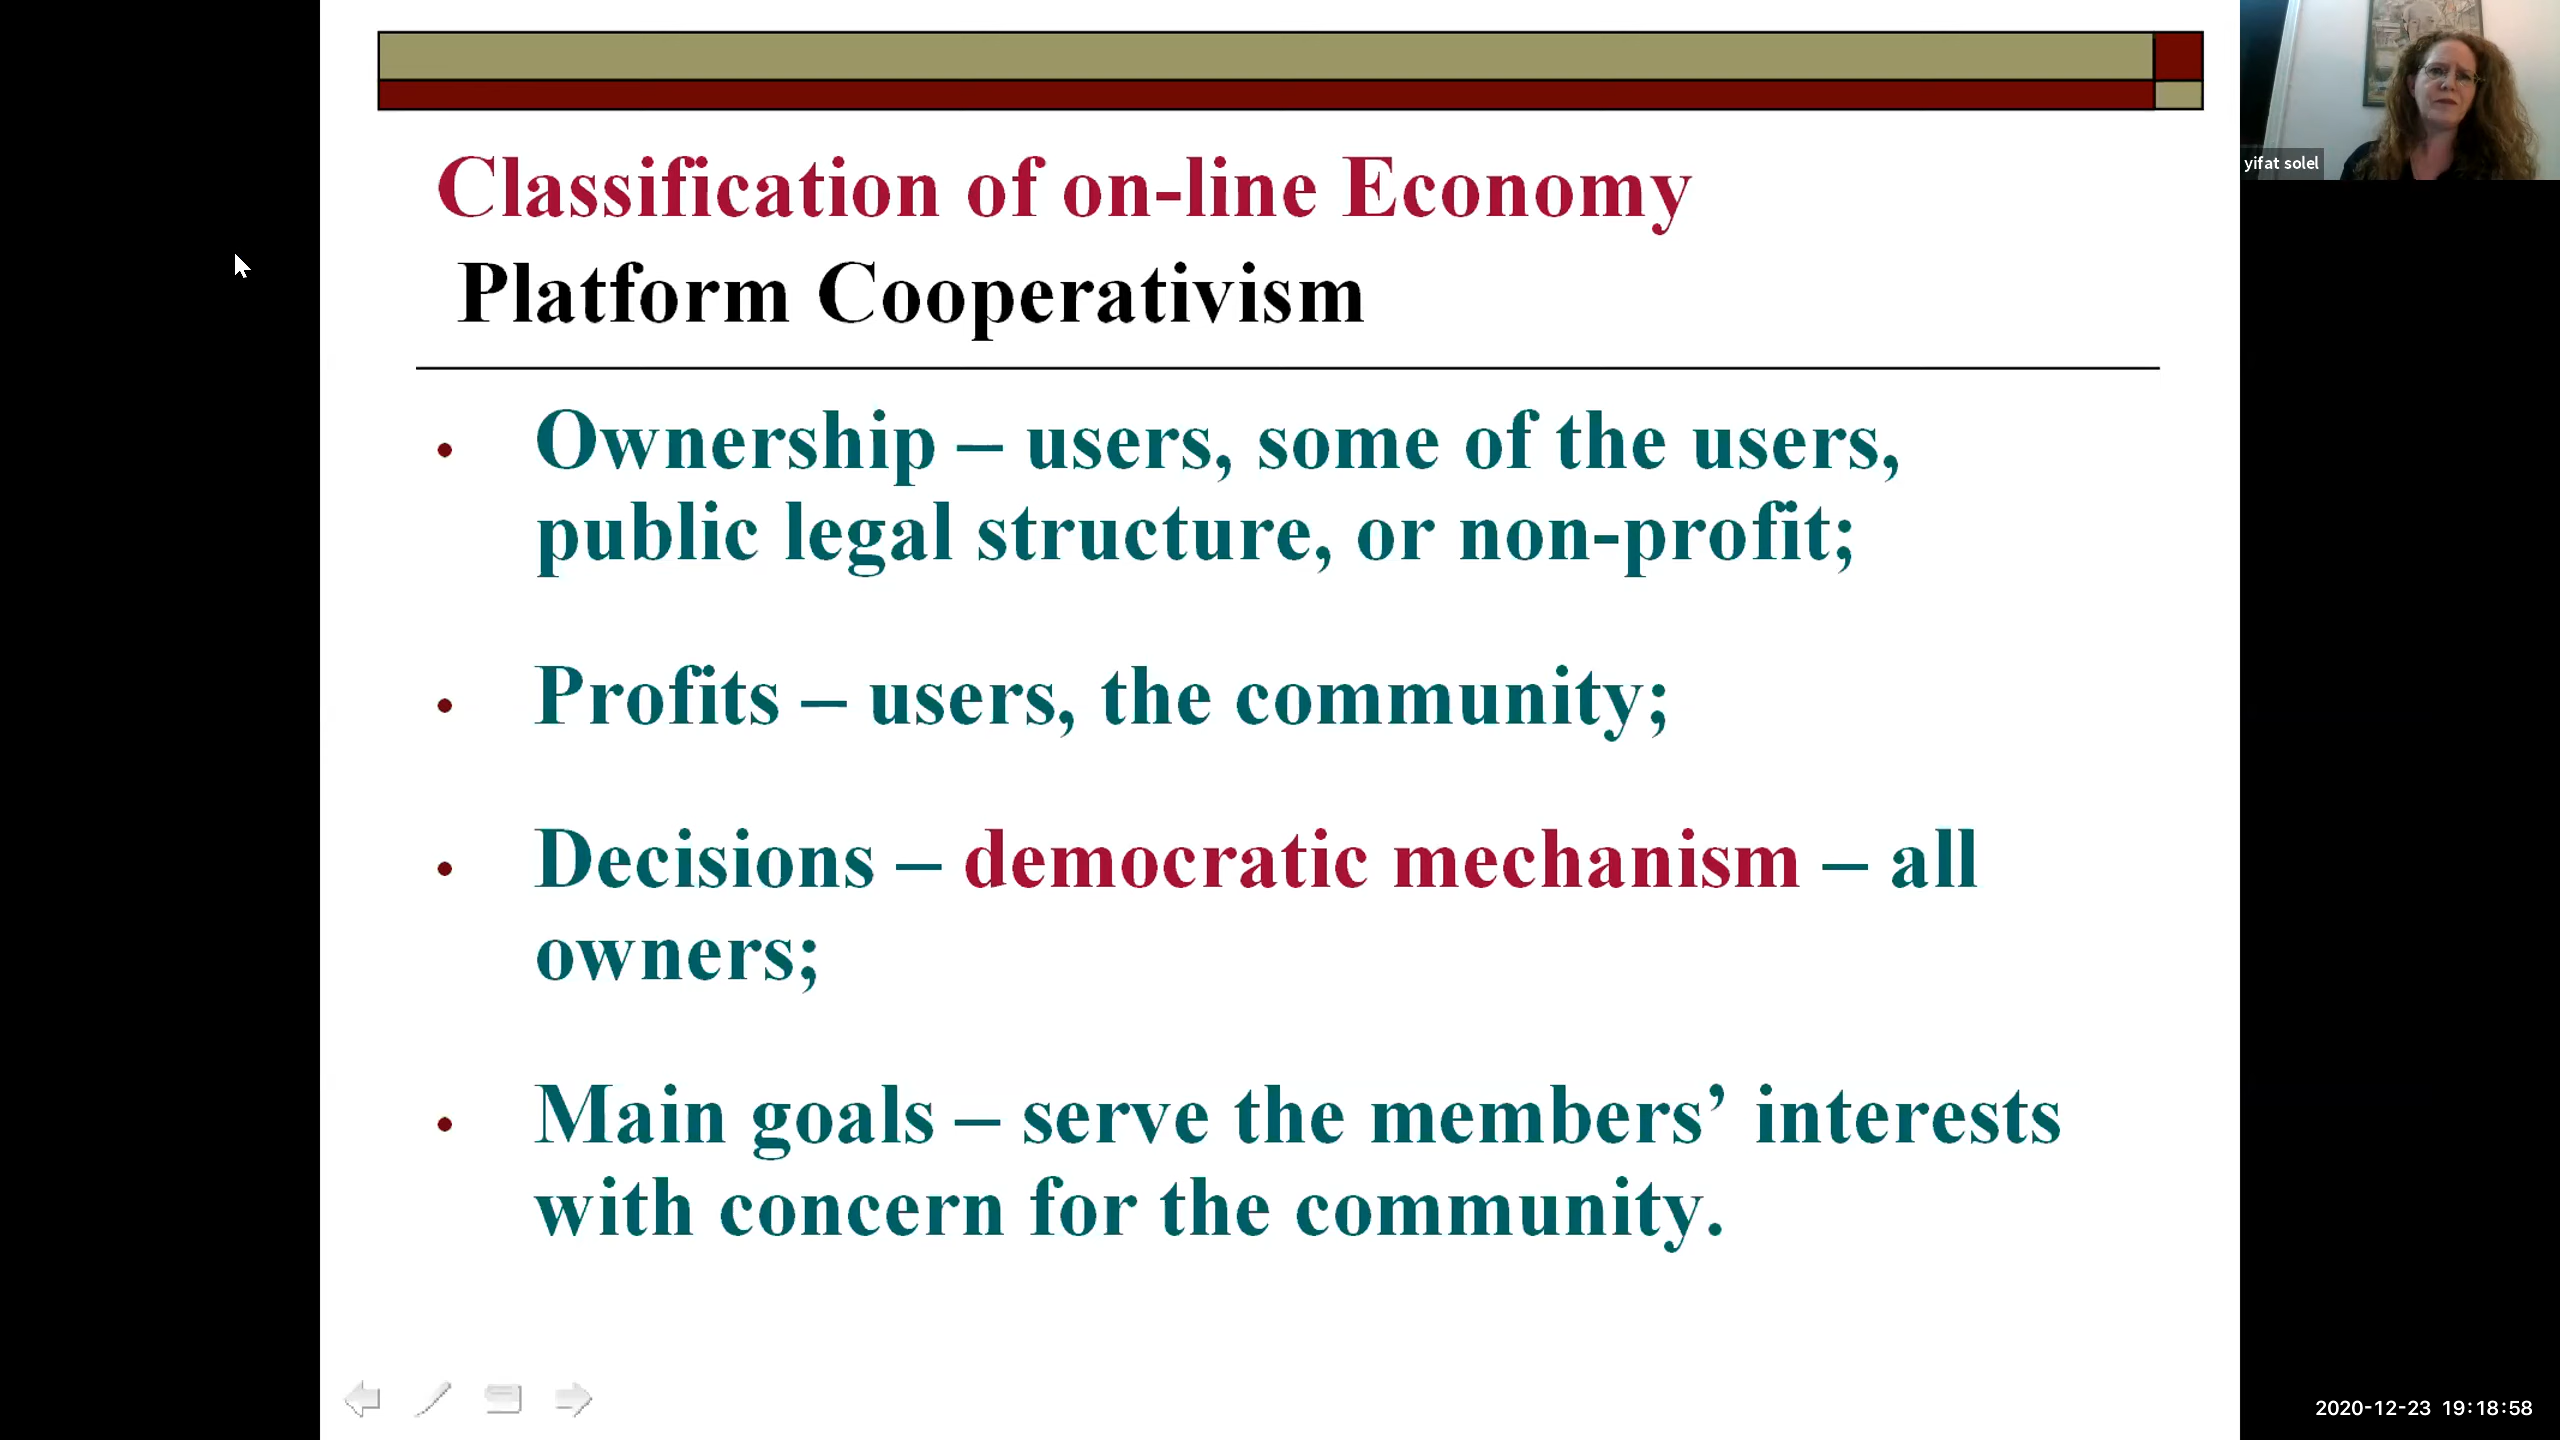 Classification of on-line Economy
Platform Cooperativism
• Ownership – users, some of the users,
public legal structure, or non-profit;
• Profits – users, the community;
• Decisions – democratic mechanism – all
owners;
• Main goals – serve the members’ interests
with concern for the community.
yifat solel
2020-12-23 19:18:58